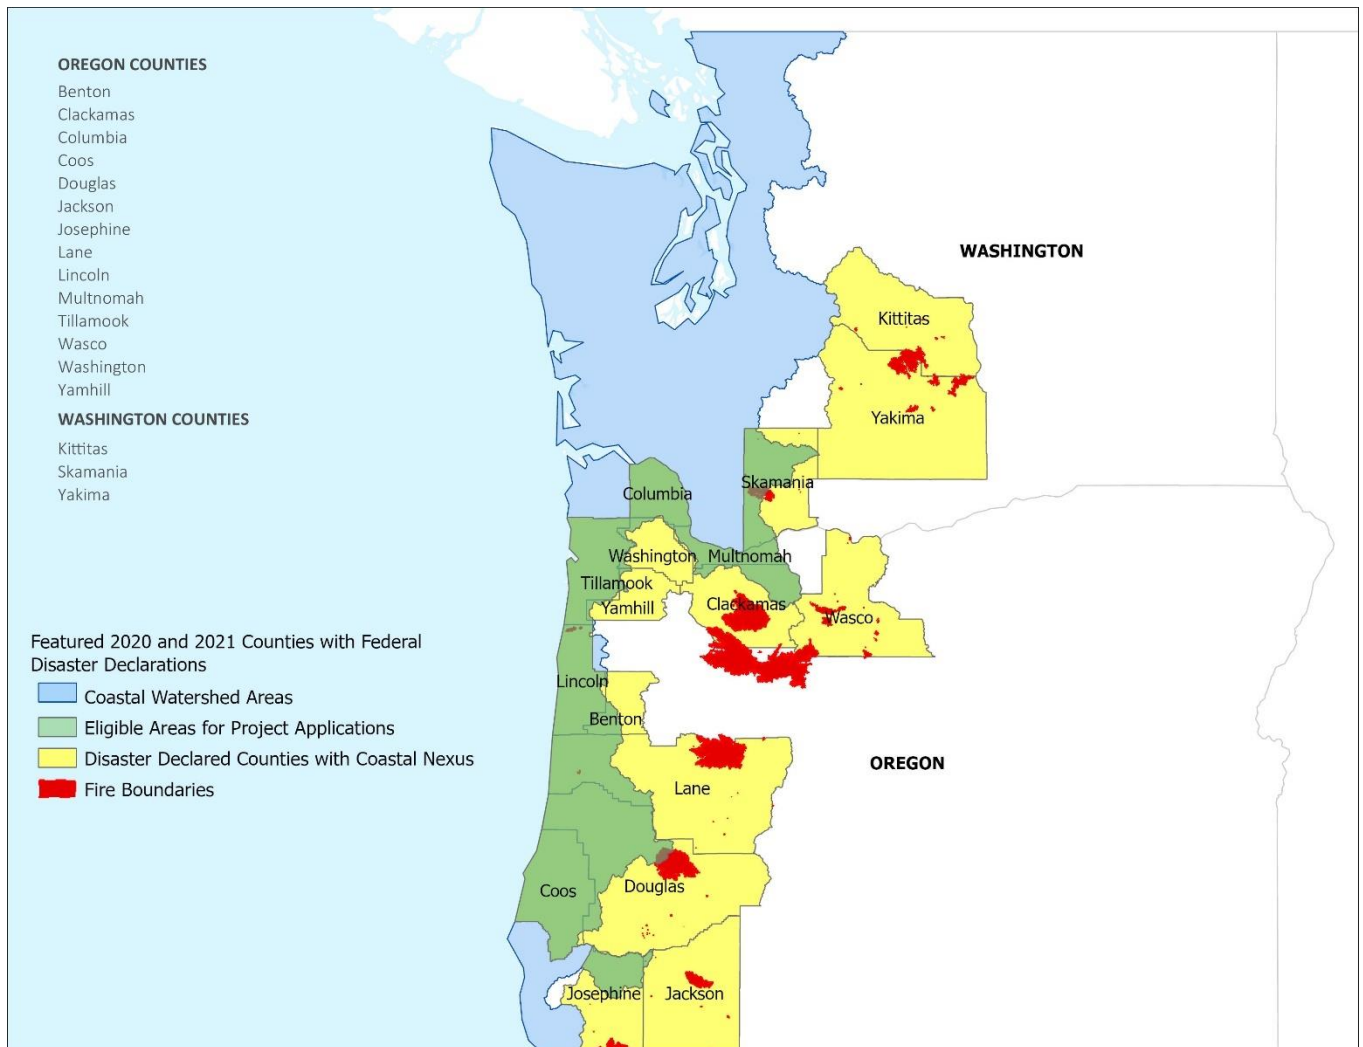 OREGON COUNTIES
Benton
Clackamas
Columbia
Coos
Douglas
Jackson
Josephine
Lane
Lincoln
Multnomah
Tillamook
Wasco
Washington
Yamhill
WASHINGTON COUNTIES
Kittitas
Skamania
Yakima
Featured 2020 and 2021 Counties with Federal
Disaster Declarations
Coastal Watershed Areas
Eligible Areas for Project Applications
Disaster Declared Counties with Coastal Nexus
Fire Boundaries
WASHINGTON
Kittitas
Yakima
Skamania
Columbia
Washington
Multnomah
Tillamook
Yamhill
Clackamas
Wasco
Lincoln
Benton
OREGON
Lane
Douglas
Coos
Josephine
Jackson